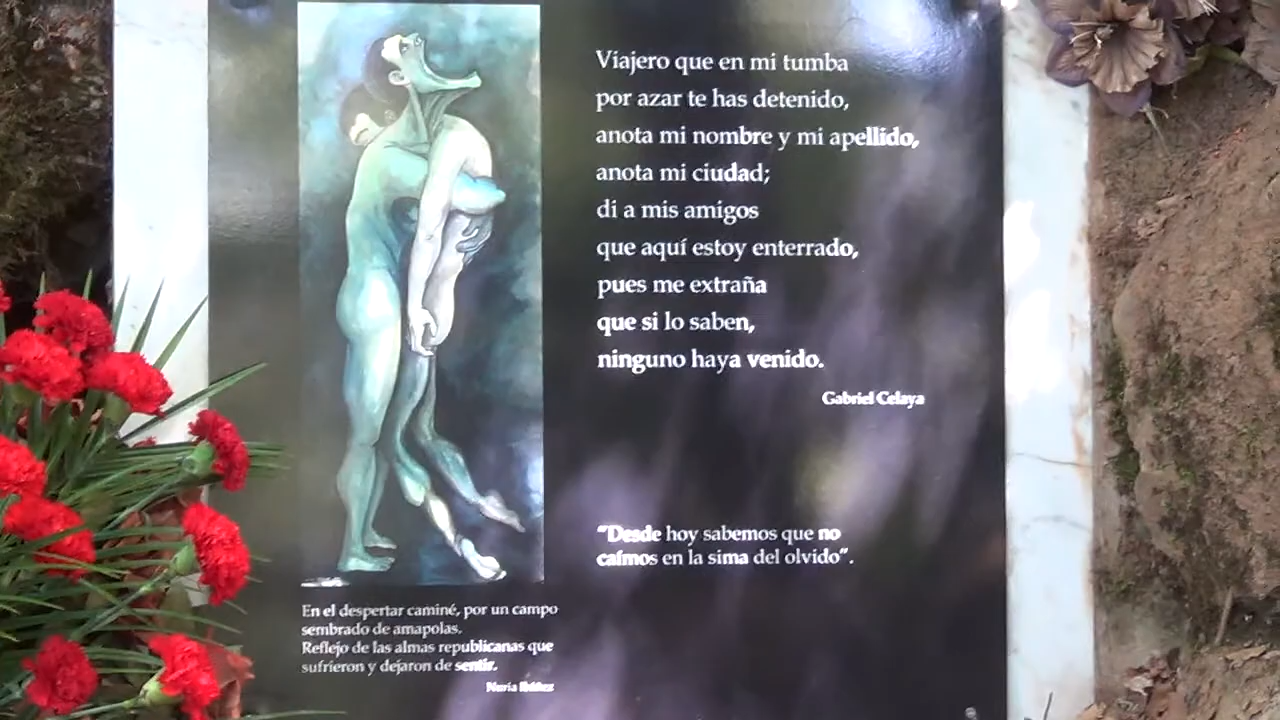 Viajero que en mi tumba
por azar te has detenido,
anota mi nombre y mi apellido,
anota mi ciudad;
di a mis amigos
que aquí estoy enterrado,
pues me extraña
que si lo saben,
ninguno haya venido.
Gabriel Celaya
"Desde hoy sabemos que no
caímos en la sima del olvido".
En el despertar caminé, por un campo
sembrado de amapolas.
Reflejo de las almas republicanas que
sufrieron y dejaron de sentir.
Nuria Ibáñez